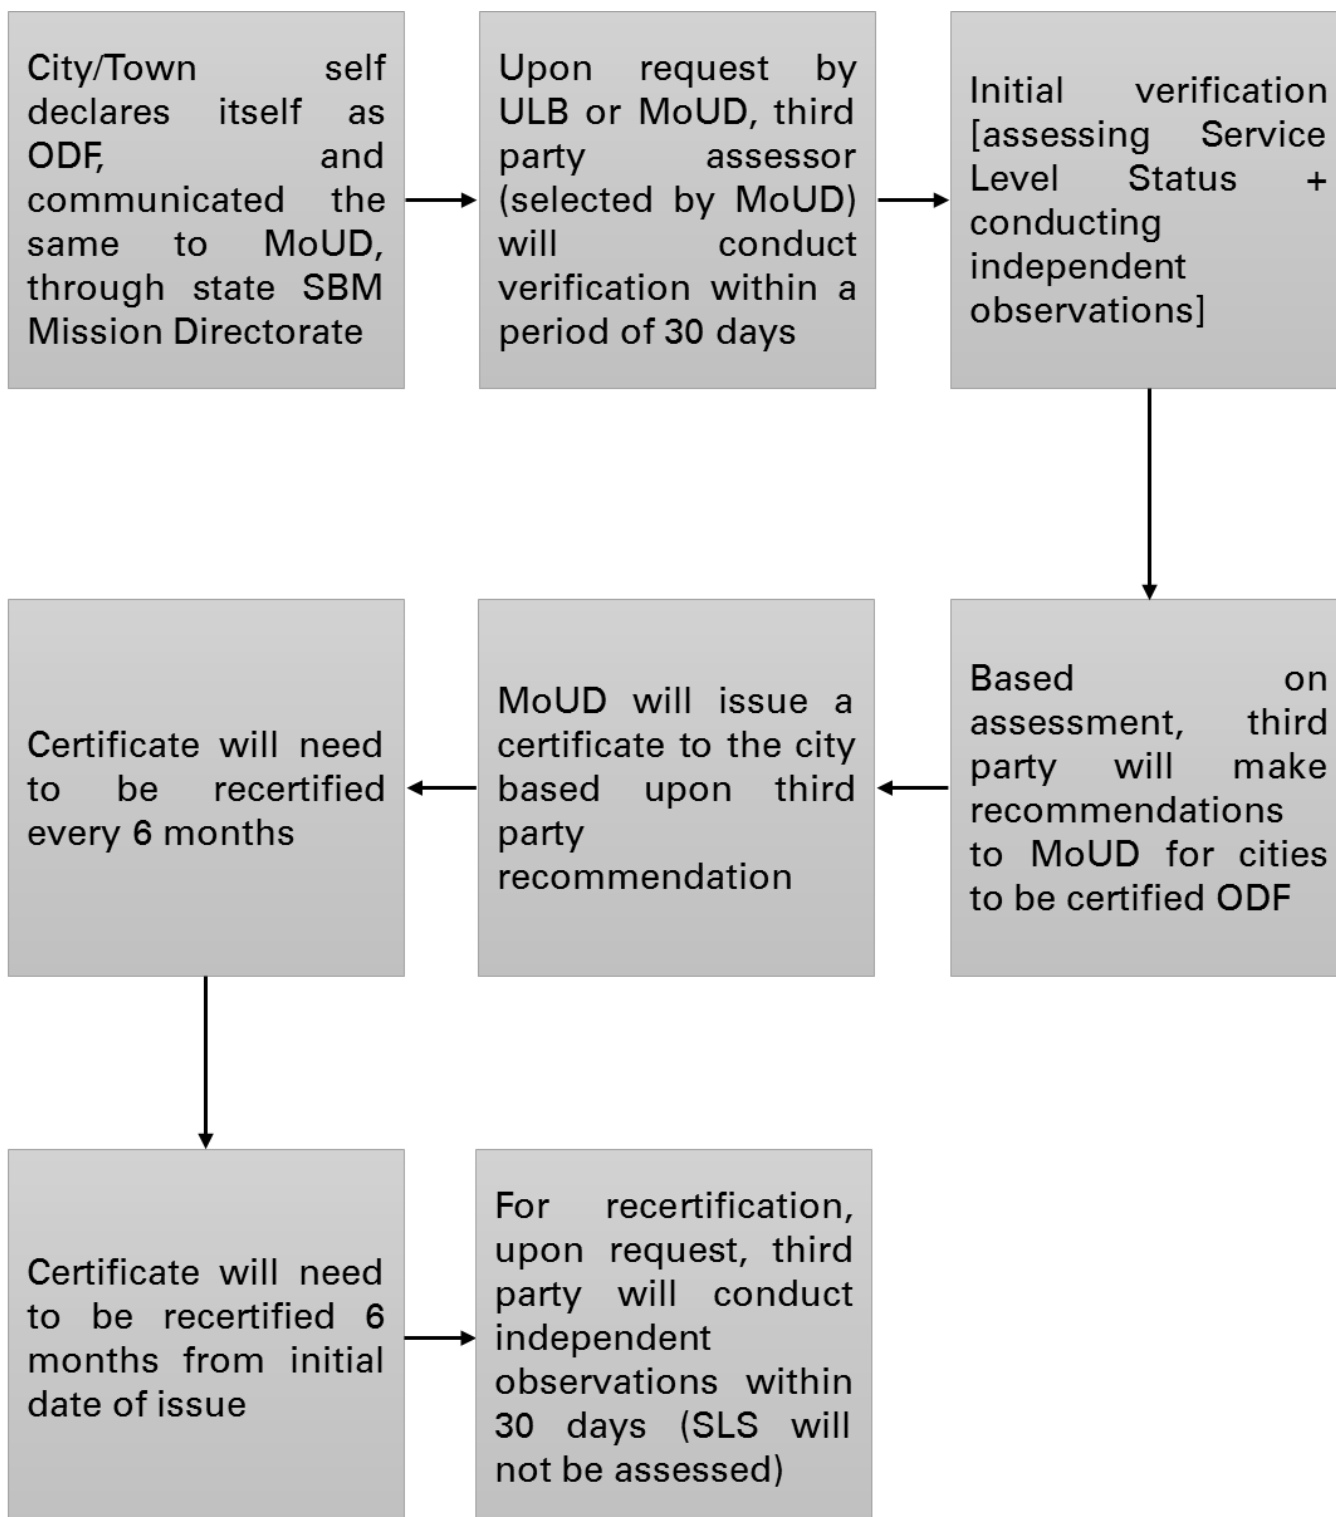 City/Town self
declares itself as
ODF, and
communicated the
same to MoUD,
through state SBM
Mission Directorate
Upon request by
ULB or MoUD, third
party assessor
(selected by MoUD)
will conduct
verification within a
period of 30 days
Initial verification
[assessing Service
Level Status +
conducting
independent
observations]
Based on
assessment, third
party will make
recommendations
to MoUD for cities
to be certified ODF
MoUD will issue a
certificate to the city
based upon third
party
recommendation
Certificate will need
to be recertified
every 6 months
Certificate will need
to be recertified 6
months from initial
date of issue
For recertification,
upon request, third
party will conduct
independent
observations within
30 days (SLS will
not be assessed)